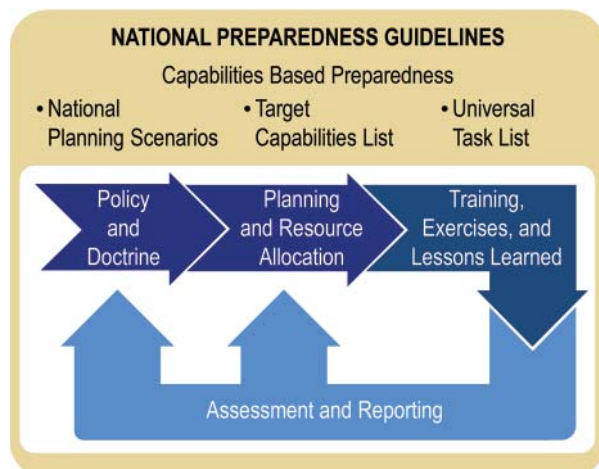 NATIONAL PREPAREDNESS GUIDELINES
Capabilities Based Preparedness
• National
Planning Scenarios
• Target
Capabilities List
• Universal
Task List
Policy
and
Doctrine
Planning
and Resource
Allocation
Training,
Exercises, and
Lessons Learned
Assessment and Reporting